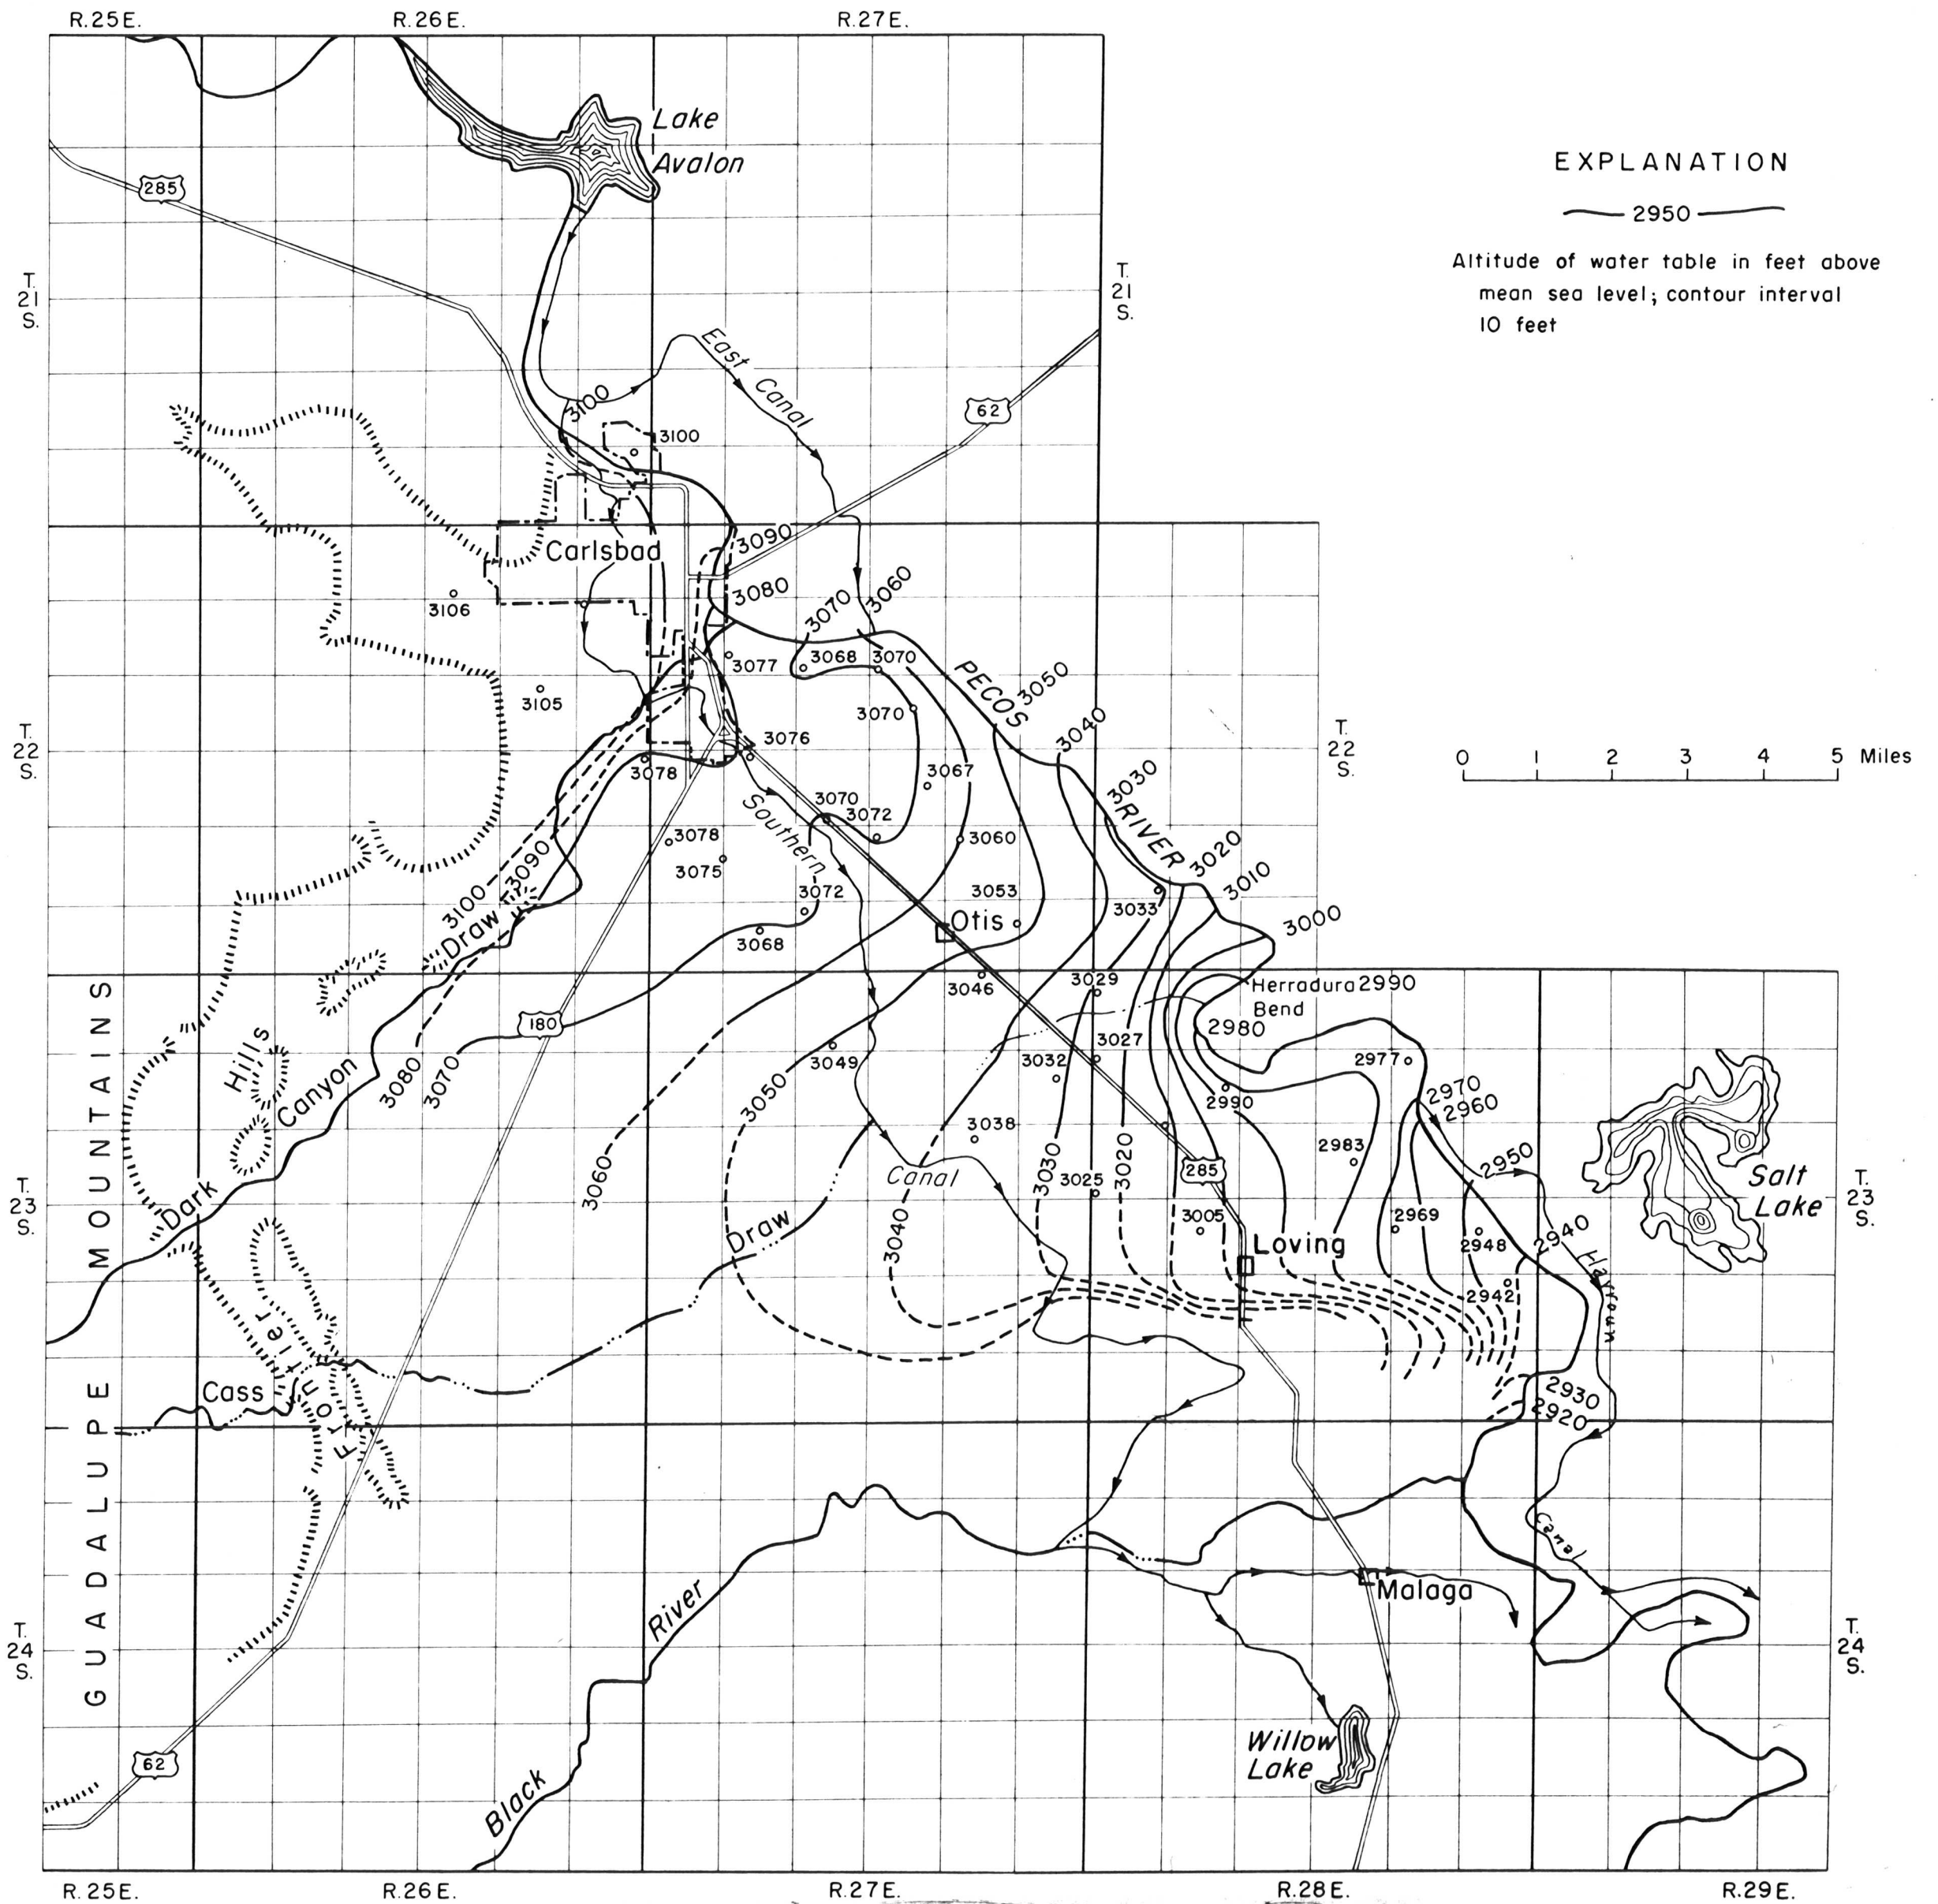 R.25E. R.26E. R.27E.
Lake
Avalon
EXPLANATION
2950
Altitude of water table in feet above
mean sea level; contour interval
10 feet
285
T.
21
S.
T.
21
S.
East Canal
62
3100
3100
Carlsbad
3090
3080
3106
3070
3060
3077
3068
3070
PECOS
3050
3105
3070
3040
T.
22
S.
T.
22
S.
0 1 2 3 4 5 Miles
3076
3078
3067
3030
RIVER
Southern
3070
3072
3078
3060
3075
3020
3010
3100
3090
Draw
3072
3053
3033
3000
Otis
3068
3046
3029
Herradura 2990
Bend
2980
180
3027
3049
3032
2977
Hills
Canyon
3080
3070
3050
2990
2970
2960
3038
2983
2950
3060
Canal
3030
3020
3025
285
Salt
Lake
T.
23
S.
T.
23
S.
Dark
3005
2969
Draw
3040
Loving
2948
2940
2942
Harroun
GUADALUPE MOUNTAINS
Frontier
Cass
2930
2920
Canal
Malaga
River
T.
24
S.
T.
24
S.
Willow
Lake
62
Black
R.25E. R.26E. R.27E. R.28E. R.29E.